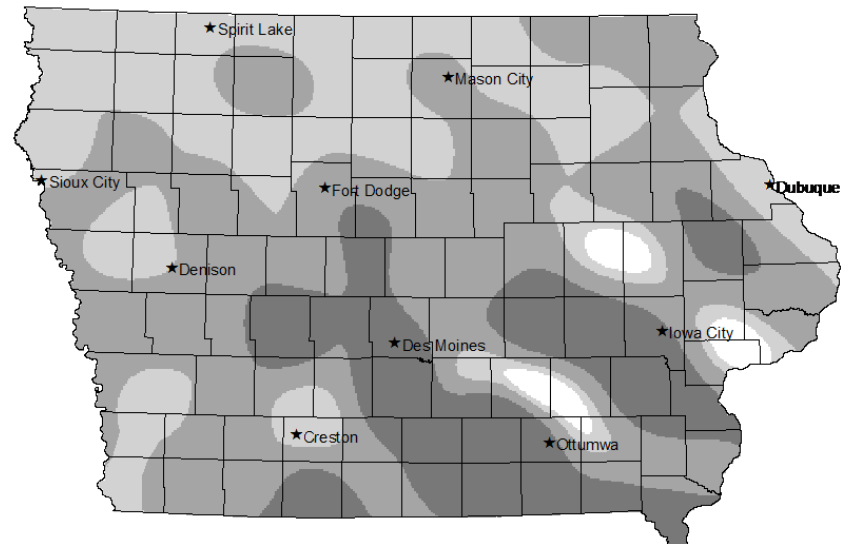 Spirit Lake
Mason City
Sioux City
Fort Dodge
Dubuque
Denison
Iowa City
Des Moines
Creston
Ottumwa